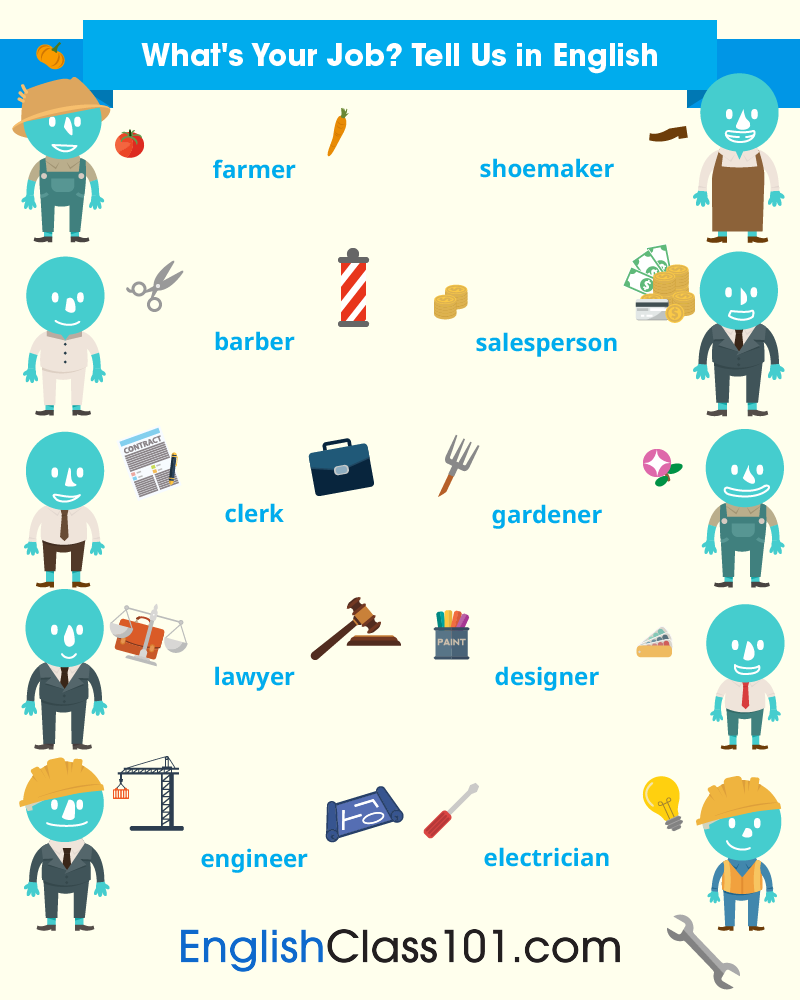 What's Your Job? Tell Us in English
farmer
shoemaker
barber
salesperson
CONTRACT
clerk
gardener
PAINT
lawyer
designer
engineer
electrician
EnglishClass101.com